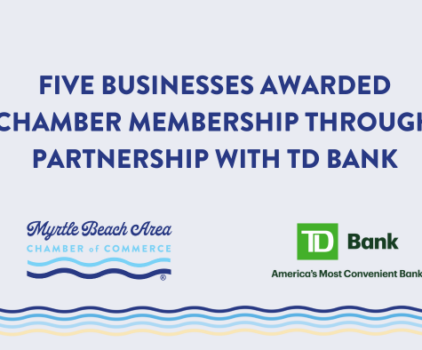 FIVE BUSINESSES AWARDED
CHAMBER MEMBERSHIP THROUGH
PARTNERSHIP WITH TD BANK
Myrtle Beach Area
CHAMBER of COMMERCE
®
TD Bank
America's Most Convenient Bank